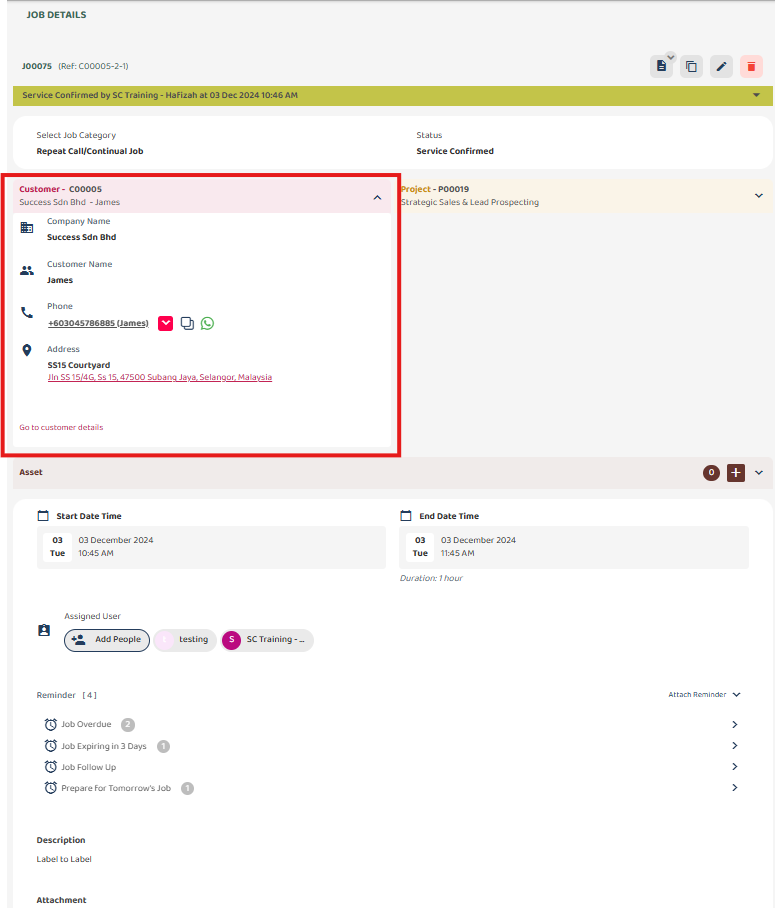 JOB DETAILS
J00075 (Ref: C00005-2-1)
Service Confirmed by SC Training - Hafizah at 03 Dec 2024 10:46 AM
Select Job Category
Repeat Call/Continual Job
Status
Service Confirmed
Customer - C00005
Success Sdn Bhd - James
Company Name
Success Sdn Bhd
Customer Name
James
Phone
+603045786885 (James)
Address
SS15 Courtyard
Jln SS 15/4G, Ss 15, 47500 Subang Jaya, Selangor, Malaysia
Go to customer details
Project - P00019
Strategic Sales & Lead Prospecting
Asset
0
Start Date Time
03
Tue
03 December 2024
10:45 AM
End Date Time
03
Tue
03 December 2024
11:45 AM
Duration: 1 hour
Assigned User
Add People
testing
S
SC Training - ...
Reminder [ 4 ]
Attach Reminder
Job Overdue 2
Job Expiring in 3 Days 1
Job Follow Up
Prepare for Tomorrow's Job 1
Description
Label to Label
Attachment